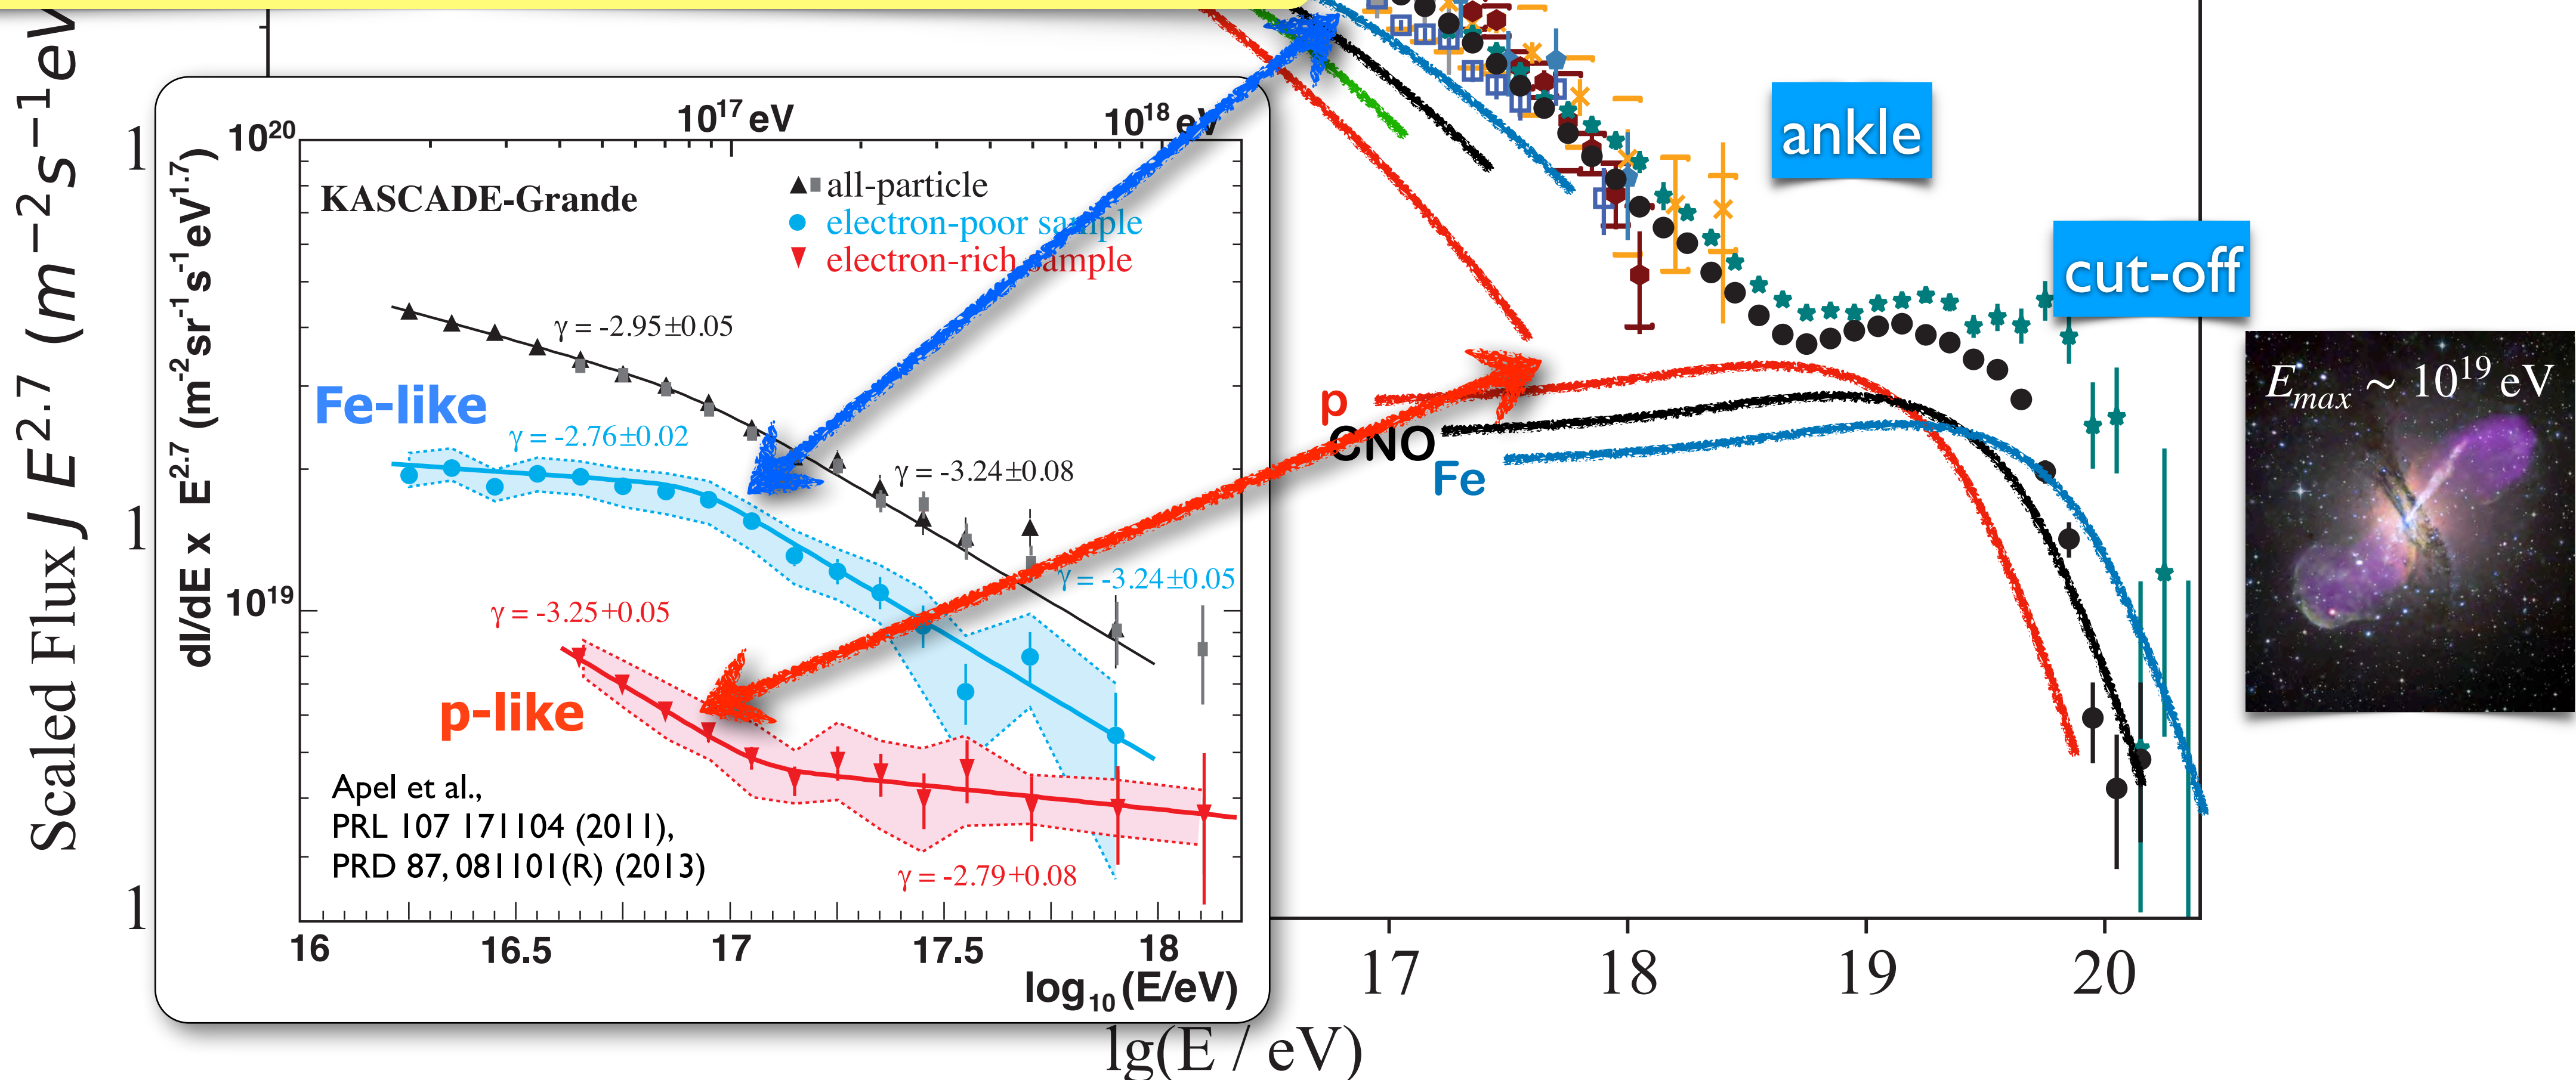 Scaled Flux J E^2.7 (m^−2 s^−1 eV
1
1
1
10^17 eV
10^18 eV
10^20
10^19
dI/dE x E^2.7 (m^-2 sr^-1 s^-1 eV^1.7)
KASCADE-Grande
all-particle
electron-poor sample
electron-rich sample
γ = -2.95±0.05
Fe-like
γ = -2.76±0.02
γ = -3.24±0.08
γ = -3.24±0.05
γ = -3.25+0.05
p-like
Apel et al.,
PRL 107 171104 (2011),
PRD 87, 081101(R) (2013)
γ = -2.79+0.08
16 16.5 17 17.5 18
log10 (E/eV)
ankle
cut-off
E_max ~ 10^19 eV
p
CNO
Fe
17 18 19 20
lg(E / eV)